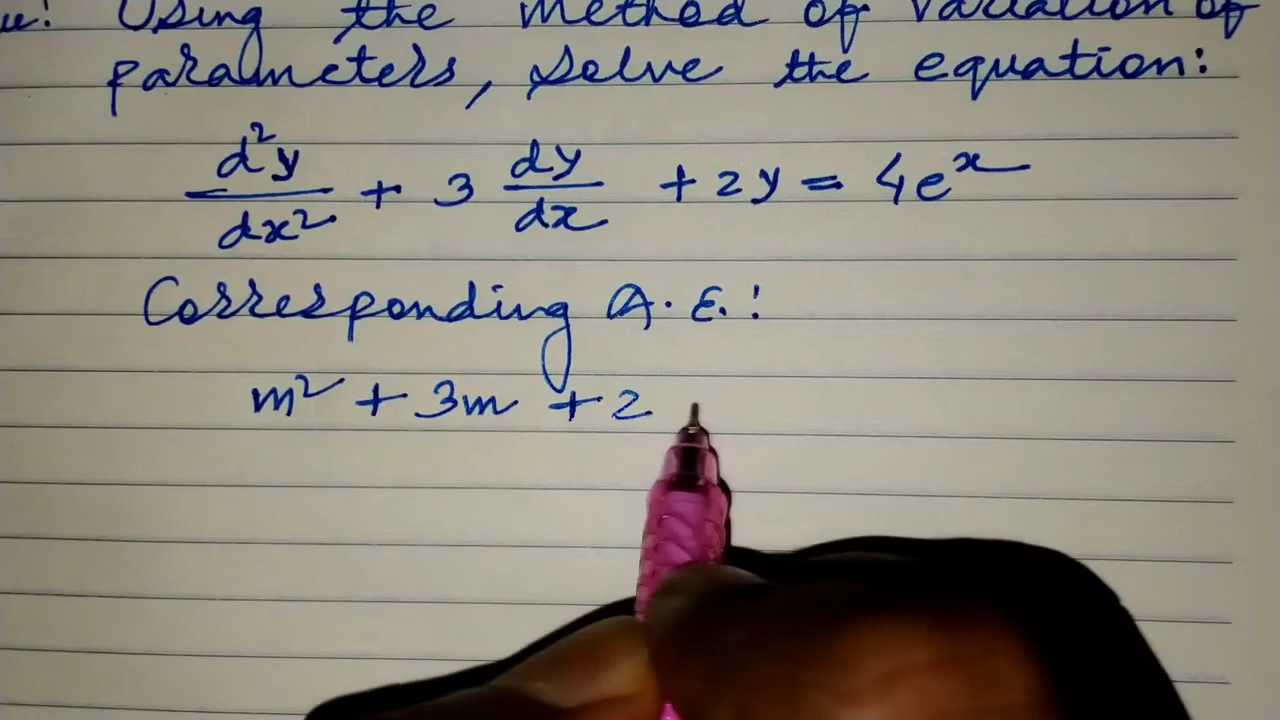 Using the method of variation of
parameters, solve the equation:
d²y/dx² + 3 dy/dx + 2y = 4eˣ
Corresponding A.E.:
m² + 3m + 2